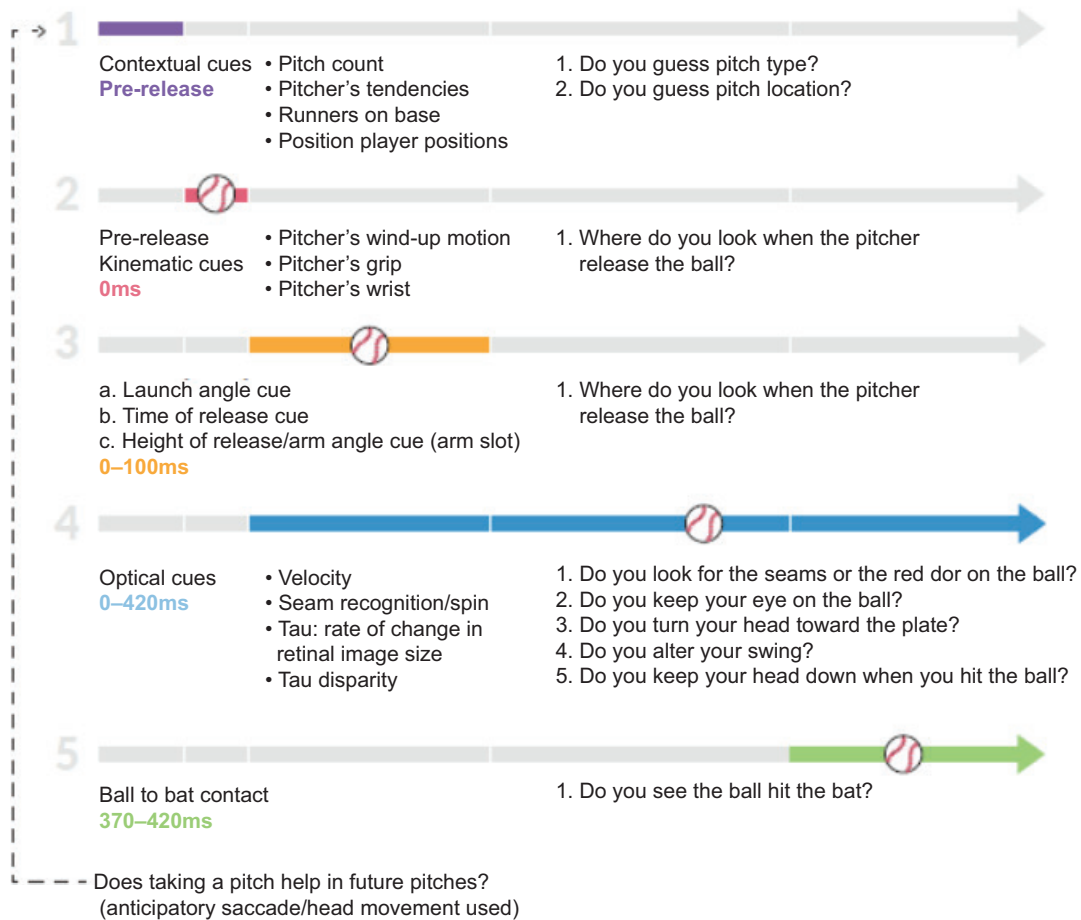 1
Contextual cues
Pre-release
• Pitch count
• Pitcher's tendencies
• Runners on base
• Position player positions
1. Do you guess pitch type?
2. Do you guess pitch location?
2
Pre-release
Kinematic cues
0ms
• Pitcher's wind-up motion
• Pitcher's grip
• Pitcher's wrist
1. Where do you look when the pitcher
release the ball?
3
a. Launch angle cue
b. Time of release cue
c. Height of release/arm angle cue (arm slot)
0–100ms
1. Where do you look when the pitcher
release the ball?
4
Optical cues
0–420ms
• Velocity
• Seam recognition/spin
• Tau: rate of change in
retinal image size
• Tau disparity
1. Do you look for the seams or the red dor on the ball?
2. Do you keep your eye on the ball?
3. Do you turn your head toward the plate?
4. Do you alter your swing?
5. Do you keep your head down when you hit the ball?
5
Ball to bat contact
370–420ms
1. Do you see the ball hit the bat?
Does taking a pitch help in future pitches?
(anticipatory saccade/head movement used)